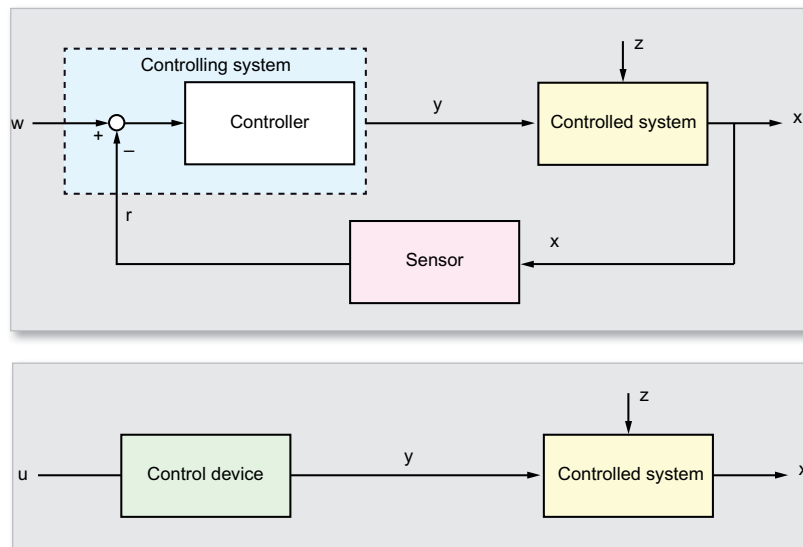 z
Controlling system
w
+
–
Controller
y
Controlled system
x
r
Sensor
x
z
u
Control device
y
Controlled system
x